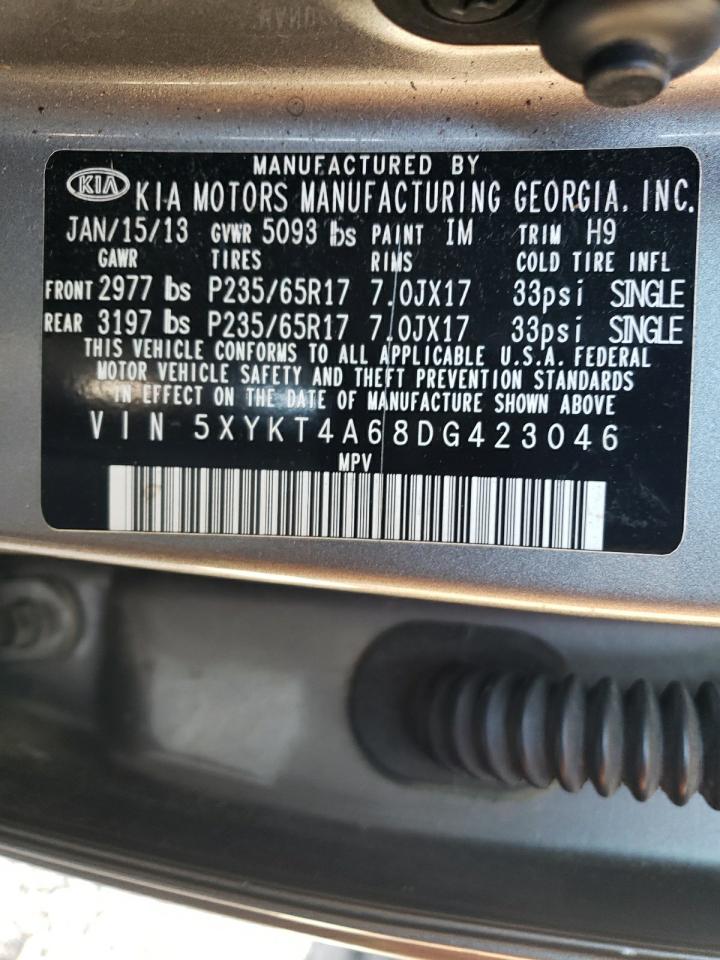 MANUFACTURED BY
KIA KIA MOTORS MANUFACTURING GEORGIA, INC.
JAN/15/13 GVWR 5093 lbs PAINT IM TRIM H9
GAWR TIRES RIMS COLD TIRE INFL
FRONT 2977 lbs P235/65R17 7.0JX17 33psi SINGLE
REAR 3197 lbs P235/65R17 7.0JX17 33psi SINGLE
THIS VEHICLE CONFORMS TO ALL APPLICABLE U.S.A. FEDERAL
MOTOR VEHICLE SAFETY AND THEFT PREVENTION STANDARDS
IN EFFECT ON THE DATE OF MANUFACTURE SHOWN ABOVE
VIN 5XYKT4A68DG423046
MPV